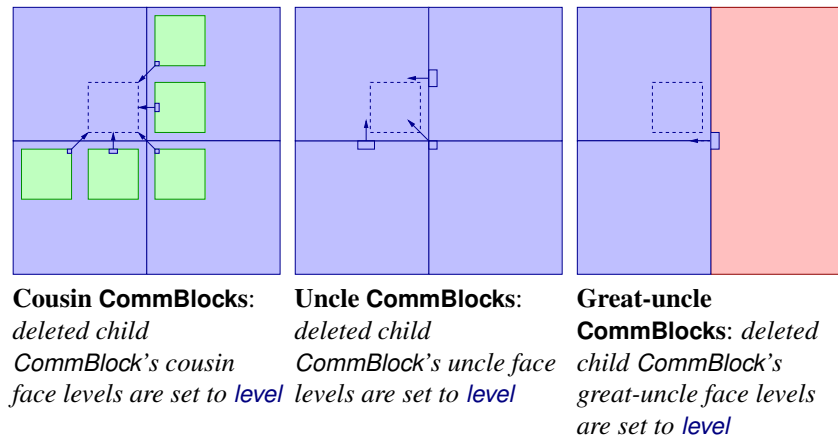 Cousin CommBlocks:
deleted child
CommBlock's cousin
face levels are set to level
Uncle CommBlocks:
deleted child
CommBlock's uncle face
levels are set to level
Great-uncle
CommBlocks: deleted
child CommBlock's
great-uncle face levels
are set to level